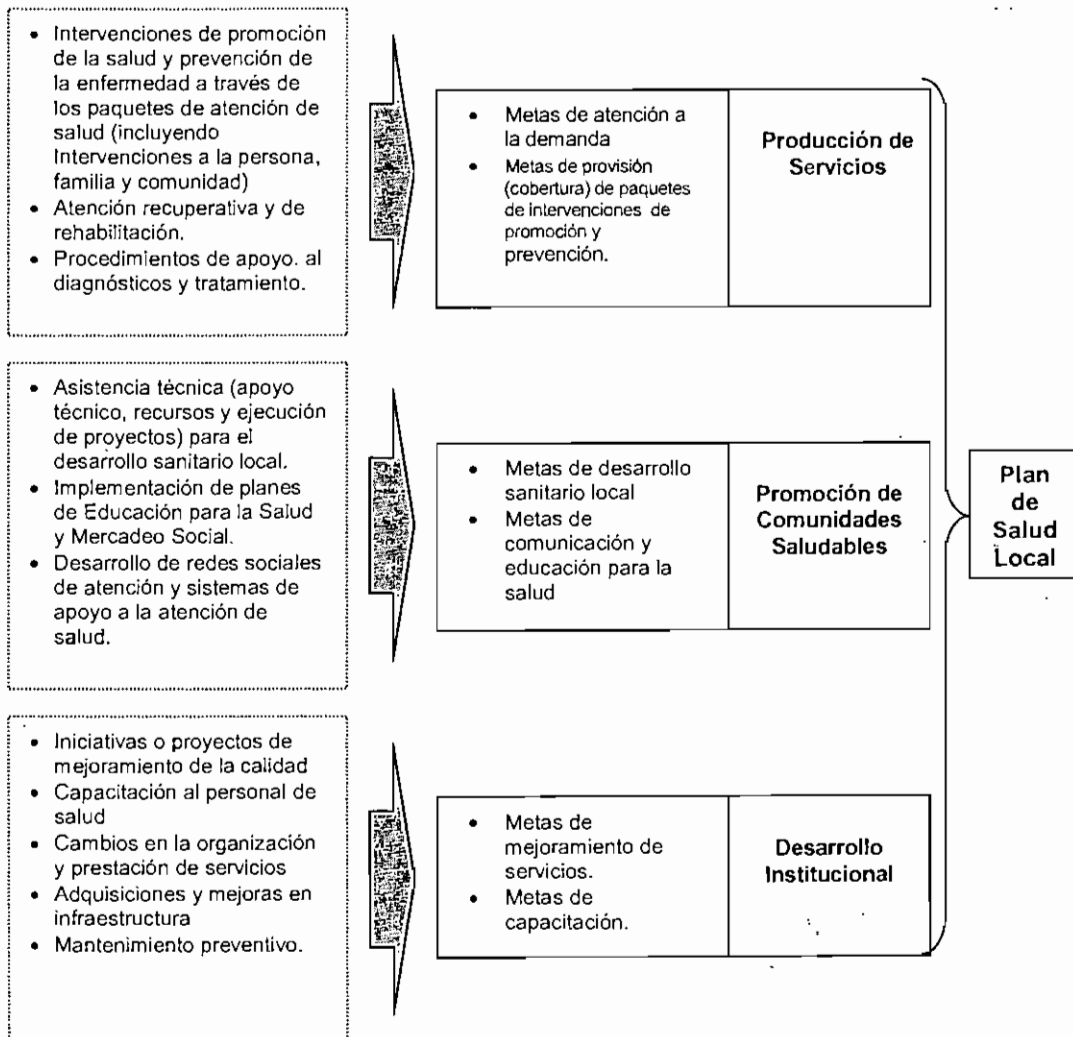 • Intervenciones de promoción
de la salud y prevención de
la enfermedad a través de
los paquetes de atención de
salud (incluyendo
Intervenciones a la persona,
familia y comunidad)
• Atención recuperativa y de
rehabilitación.
• Procedimientos de apoyo. al
diagnósticos y tratamiento.
• Metas de atención a
la demanda
• Metas de provisión
(cobertura) de paquetes
de intervenciones de
promoción y
prevención.
Producción de
Servicios
• Asistencia técnica (apoyo
técnico, recursos y ejecución
de proyectos) para el
desarrollo sanitario local.
• Implementación de planes
de Educación para la Salud
y Mercadeo Social.
• Desarrollo de redes sociales
de atención y sistemas de
apoyo a la atención de
salud.
• Metas de desarrollo
sanitario local
• Metas de
comunicación y
educación para la
salud
Promoción de
Comunidades
Saludables
Plan
de
Salud
Local
• Iniciativas o proyectos de
mejoramiento de la calidad
• Capacitación al personal de
salud
• Cambios en la organización
y prestación de servicios
• Adquisiciones y mejoras en
infraestructura
• Mantenimiento preventivo.
• Metas de
mejoramiento de
servicios.
• Metas de
capacitación.
Desarrollo
Institucional